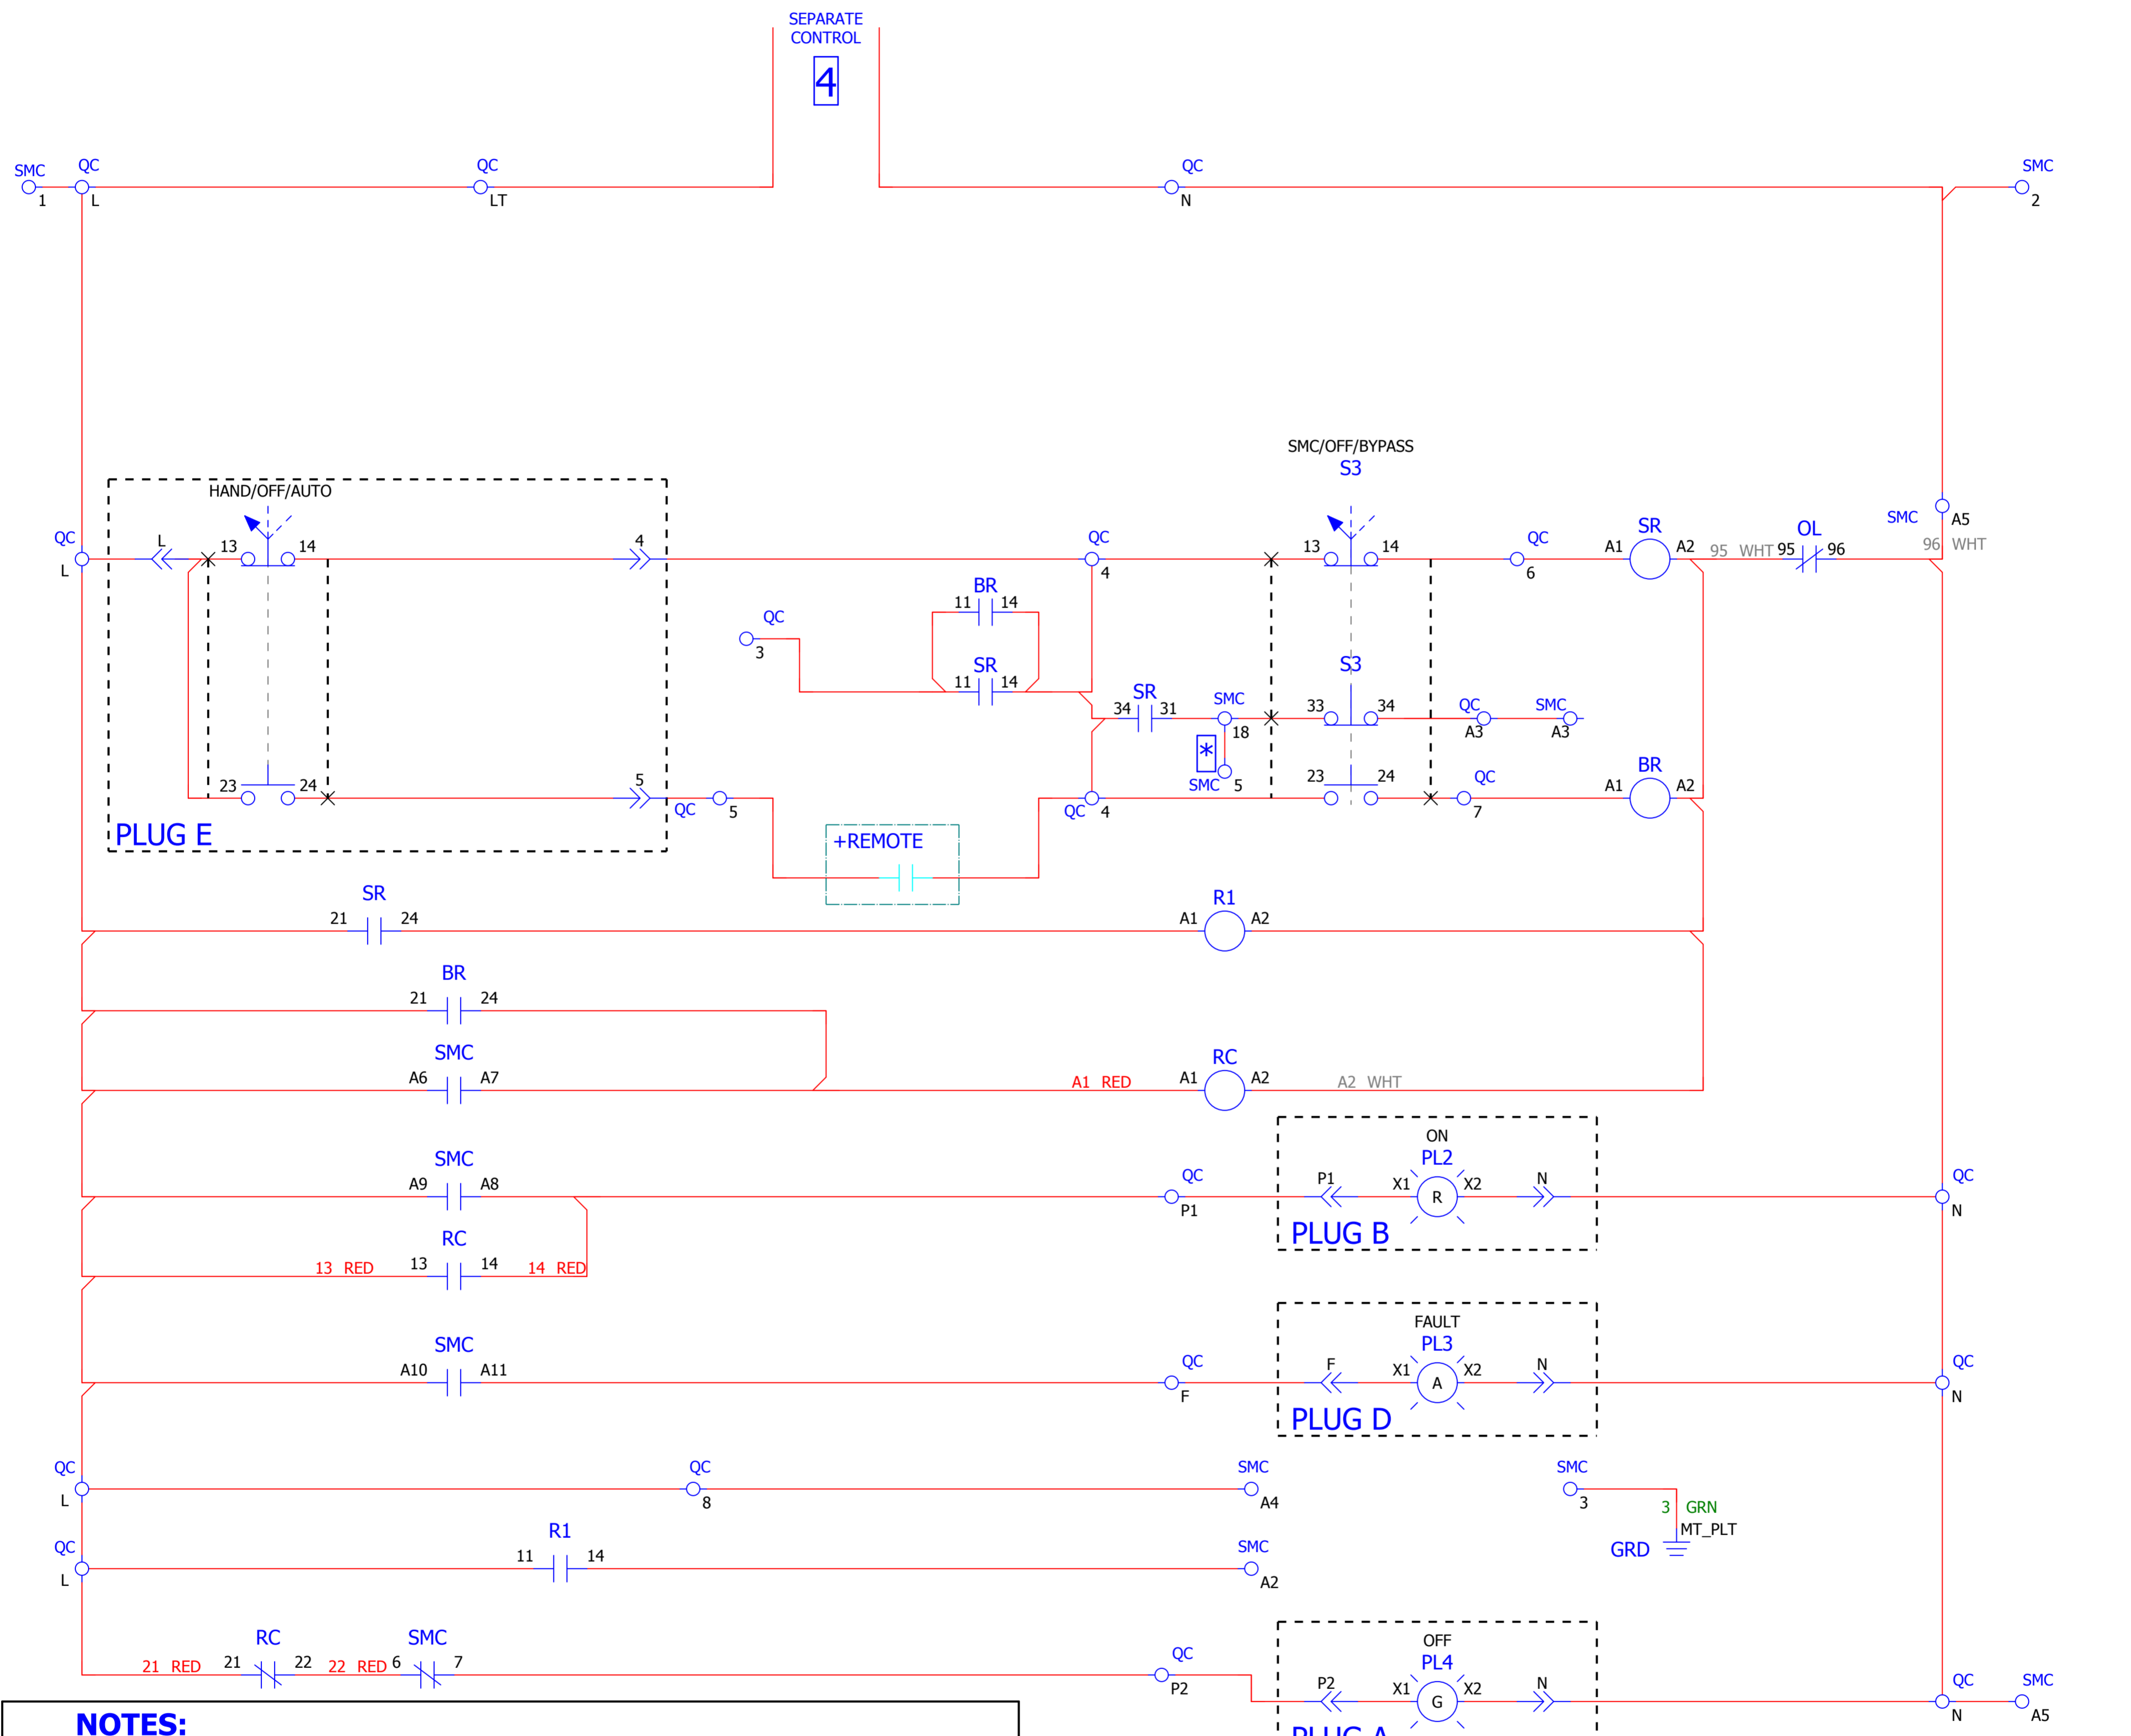 SEPARATE
CONTROL
4
SMC QC QC QC SMC
1 L LT N 2
SMC/OFF/BYPASS
S3
HAND/OFF/AUTO
QC L 13 14 4 QC 13 14 QC SR OL SMC A5
L 4 6 A1 A2 95 WHT 95 96 96 WHT
BR
11 14
QC
3
SR S3
11 14
SR SMC 33 34 QC SMC
34 31 18 A3 A3
*
SMC 5
23 24 5 QC 5 QC 4 23 24 QC 7 BR A1 A2
PLUG E
+REMOTE
SR R1
21 24 A1 A2
BR
21 24
SMC RC
A6 A7 A1 RED A1 A2 A2 WHT
ON
SMC PL2
A9 A8 QC P1 P1 X1 R X2 N QC N
PLUG B
RC
13 RED 13 14 14 RED
FAULT
SMC PL3
A10 A11 QC F F X1 A X2 N QC N
PLUG D
QC QC SMC SMC
L 8 A4 3
3 GRN
MT_PLT
GRD
QC R1 SMC
L 11 14 A2
OFF
RC SMC QC PL4 QC SMC
21 RED 21 22 22 RED 6 7 P2 P2 X1 G X2 N N A5
PLUG A
NOTES: